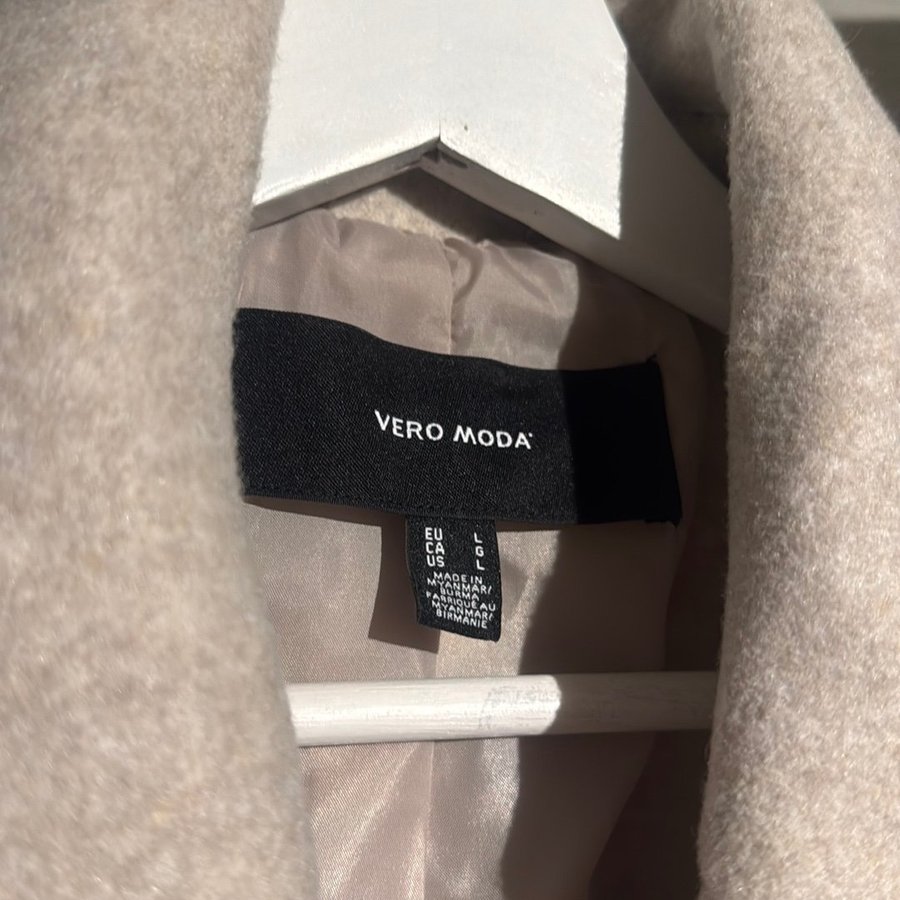 VERO MODA
EU L
CA G
US L
MADE IN
MYANMAR/
BURMA
FABRIQUÉ AU
MYANMAR/
BIRMANIE